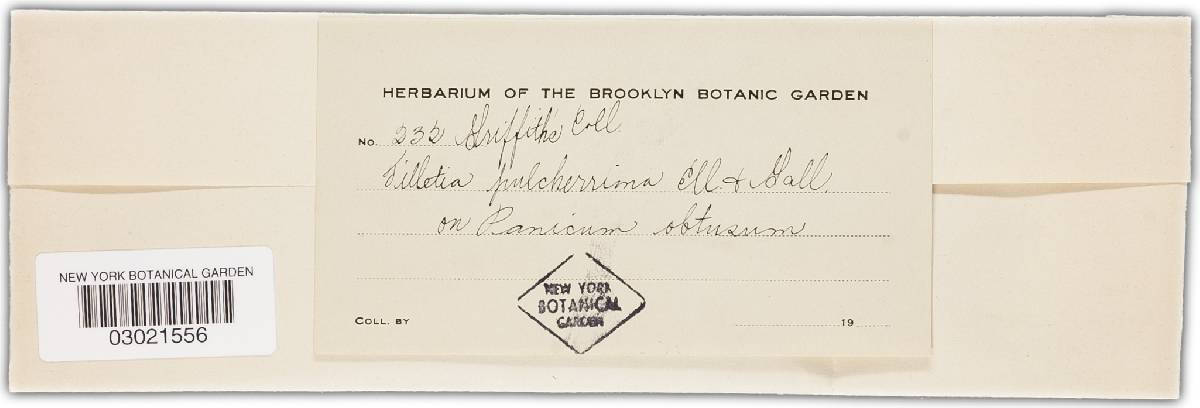 HERBARIUM OF THE BROOKLYN BOTANIC GARDEN
No. 232 Griffiths Coll.
Tilletia pulcherrima Ell. & Gall.
on Panicum obtusum
NEW YORK
BOTANICAL
GARDEN
COLL. BY 19
NEW YORK BOTANICAL GARDEN
03021556